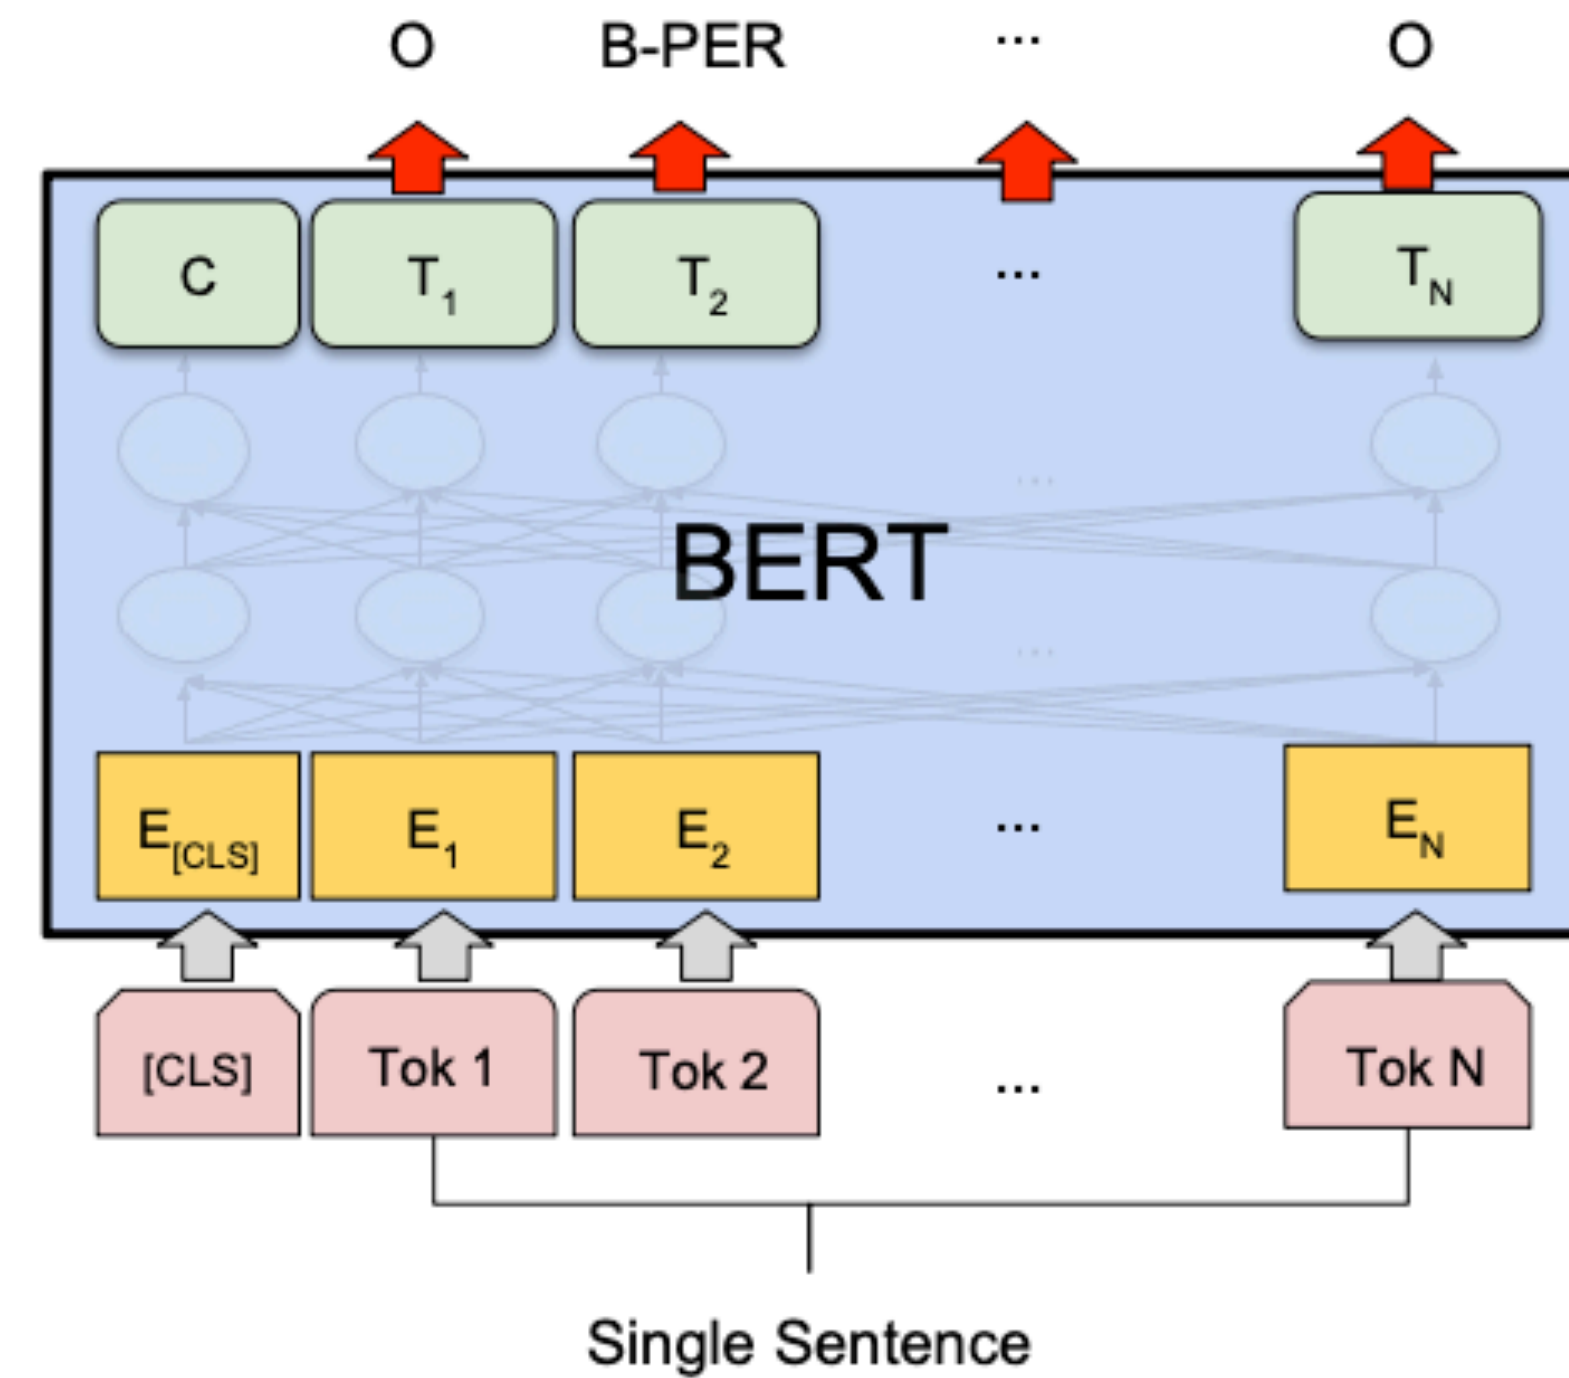 O B-PER ... O
C T1 T2 ... TN
...
BERT
...
E[CLS] E1 E2 ... EN
[CLS] Tok 1 Tok 2 ... Tok N
Single Sentence